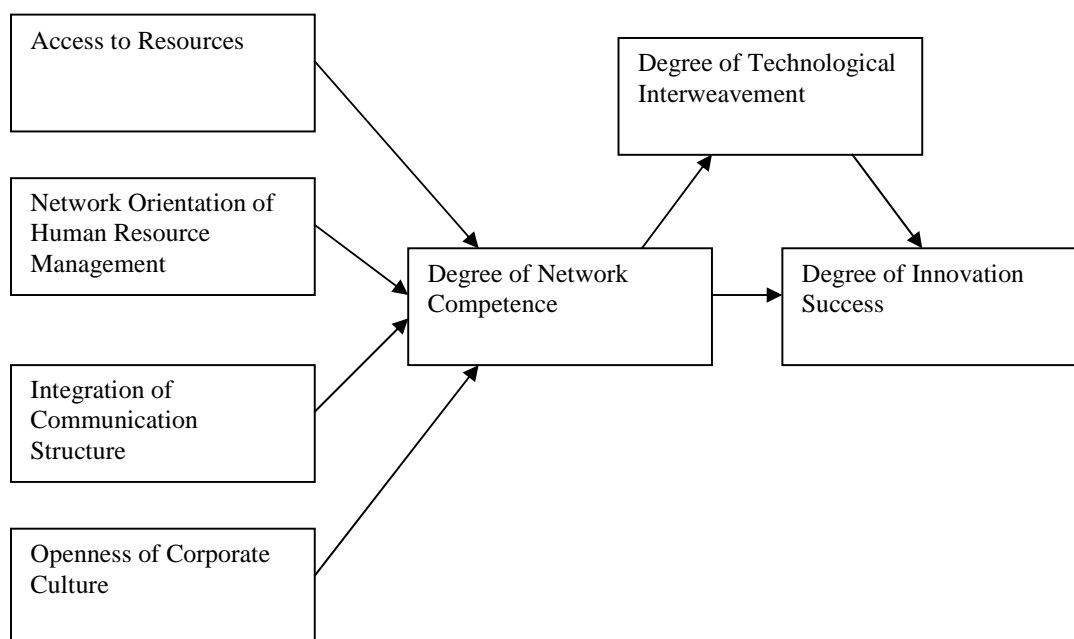 Access to Resources
Network Orientation of
Human Resource
Management
Integration of
Communication
Structure
Openness of Corporate
Culture
Degree of Network
Competence
Degree of Technological
Interweavement
Degree of Innovation
Success